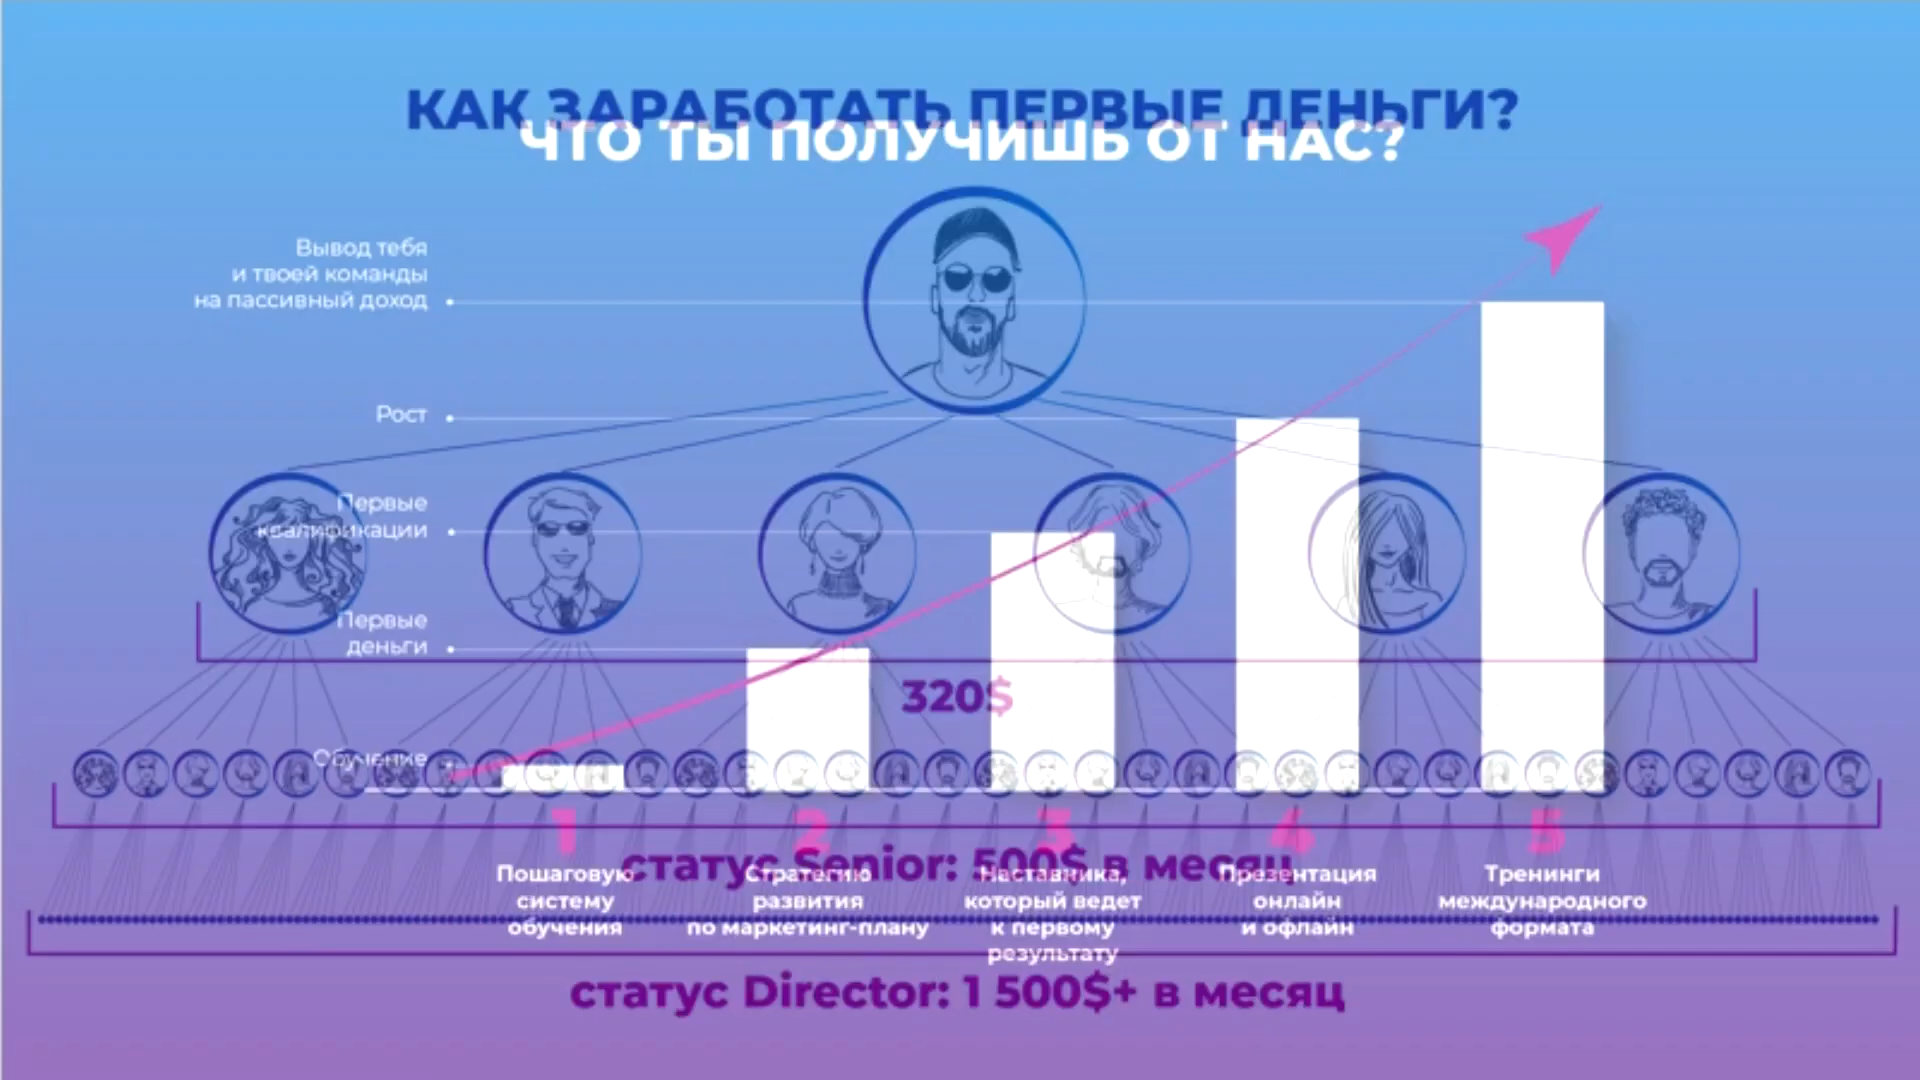 КАК ЗАРАБОТАТЬ ПЕРВЫЕ ДЕНЬГИ?
ЧТО ТЫ ПОЛУЧИШЬ ОТ НАС?
Вывод тебя
и твоей команды
на пассивный доход
Рост
Первые
квалификации
Первые
деньги
320$
Обучение
1
2
3
4
5
статус Senior: 500$ в месяц
Пошаговую
систему
обучения
Стратегию
развития
по маркетинг-плану
Наставника,
который ведет
к первому
результату
Презентация
онлайн
и офлайн
Тренинги
международного
формата
статус Director: 1 500$+ в месяц